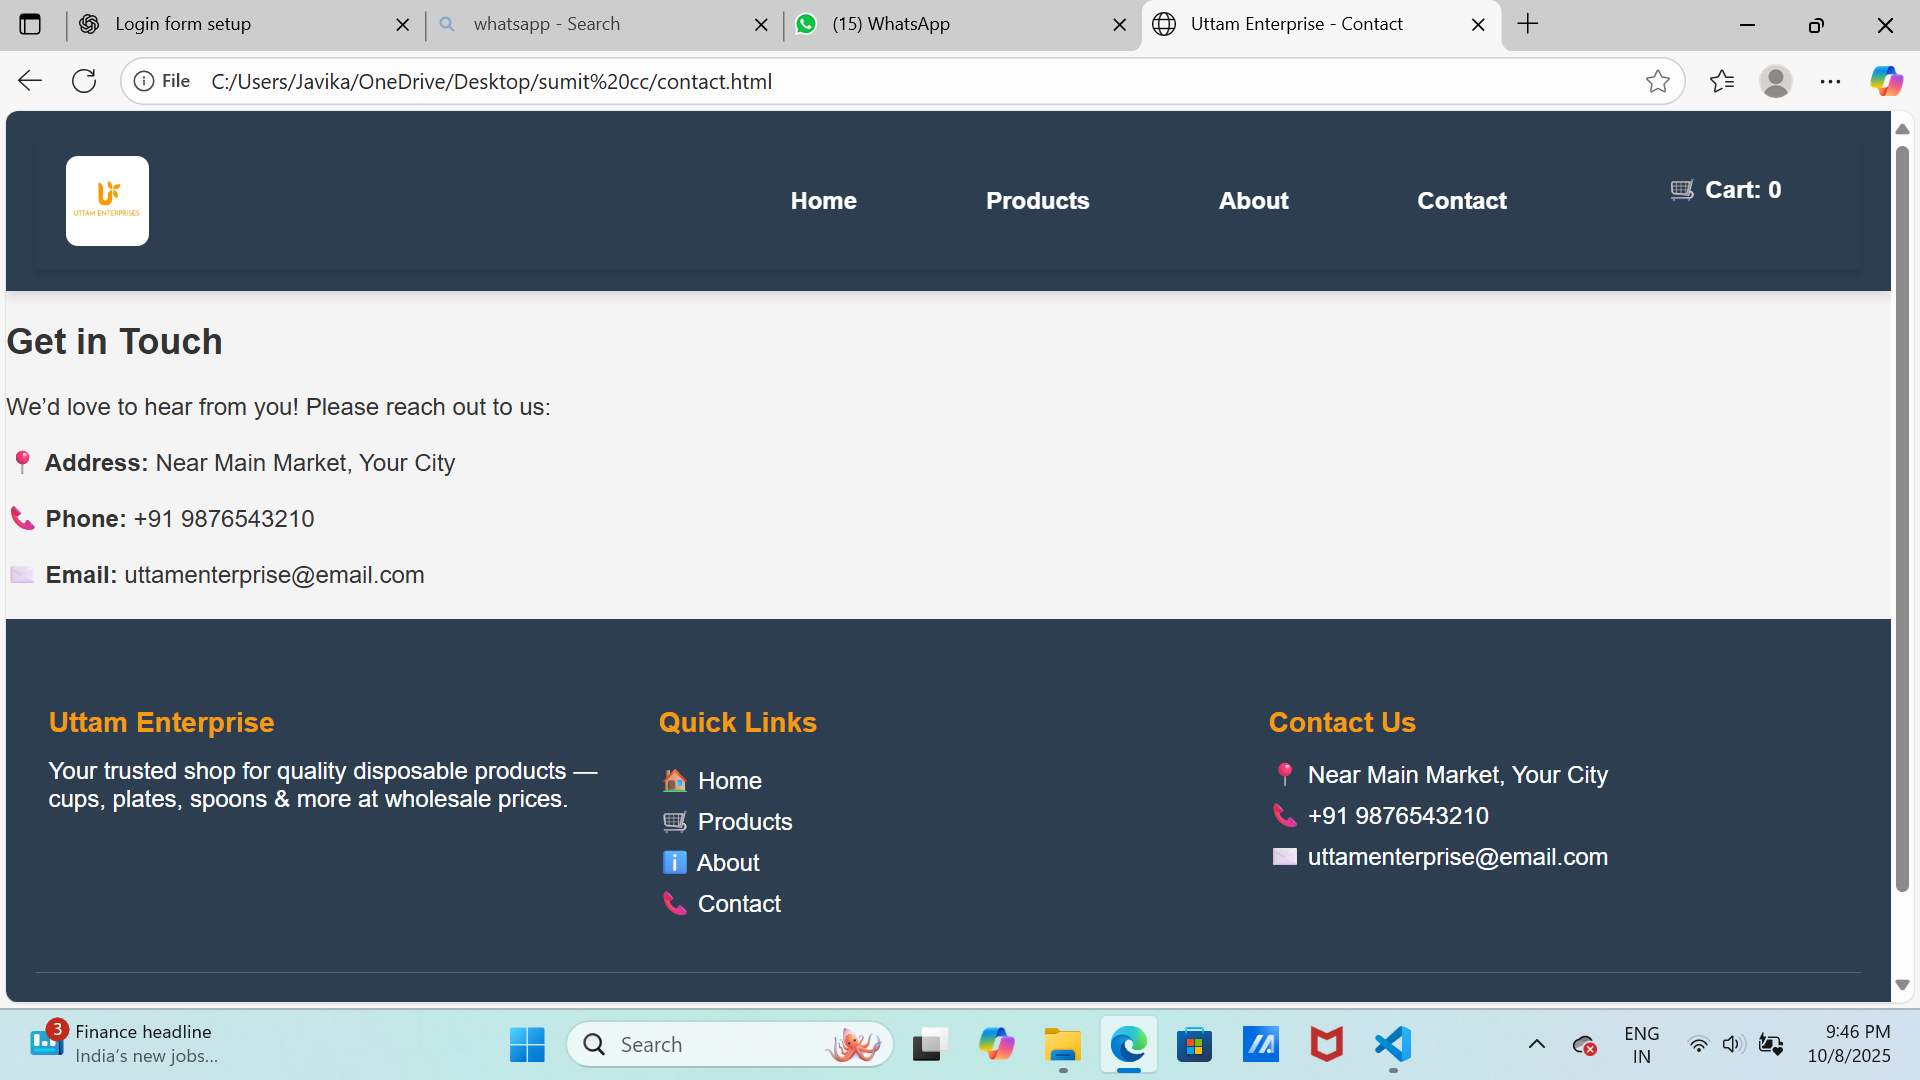 Login form setup
whatsapp - Search
(15) WhatsApp
Uttam Enterprise - Contact
File
C:/Users/Javika/OneDrive/Desktop/sumit%20cc/contact.html
UTTAM ENTERPRISES
Home
Products
About
Contact
Cart: 0
Get in Touch
We’d love to hear from you! Please reach out to us:
Address: Near Main Market, Your City
Phone: +91 9876543210
Email: uttamenterprise@email.com
Uttam Enterprise
Your trusted shop for quality disposable products —
cups, plates, spoons & more at wholesale prices.
Quick Links
Home
Products
About
Contact
Contact Us
Near Main Market, Your City
+91 9876543210
uttamenterprise@email.com
3
Finance headline
India's new jobs...
Search
ENG
IN
9:46 PM
10/8/2025